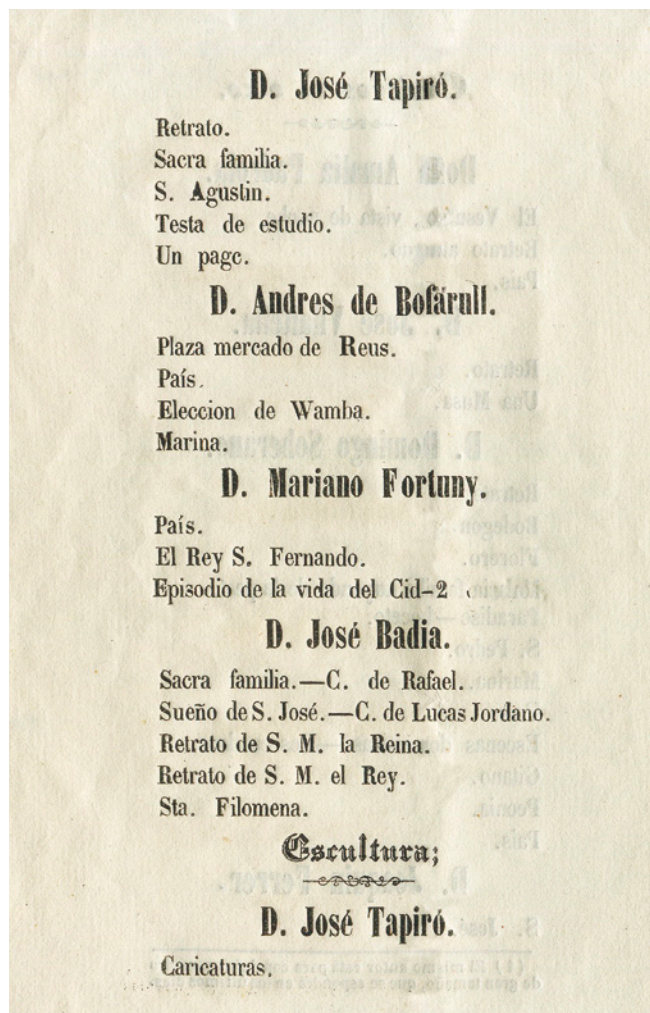 D. José Tapiró.
Retrato.
Sacra familia.
S. Agustin.
Testa de estudio.
Un page.
D. Andres de Bofarull.
Plaza mercado de Reus.
País.
Eleccion de Wamba.
Marina.
D. Mariano Fortuny.
País.
El Rey S. Fernando.
Episodio de la vida del Cid-2
D. José Badia.
Sacra familia.—C. de Rafael.
Sueño de S. José.—C. de Lucas Jordano.
Retrato de S. M. la Reina.
Retrato de S. M. el Rey.
Sta. Filomena.
Escultura;
D. José Tapiró.
Caricaturas.